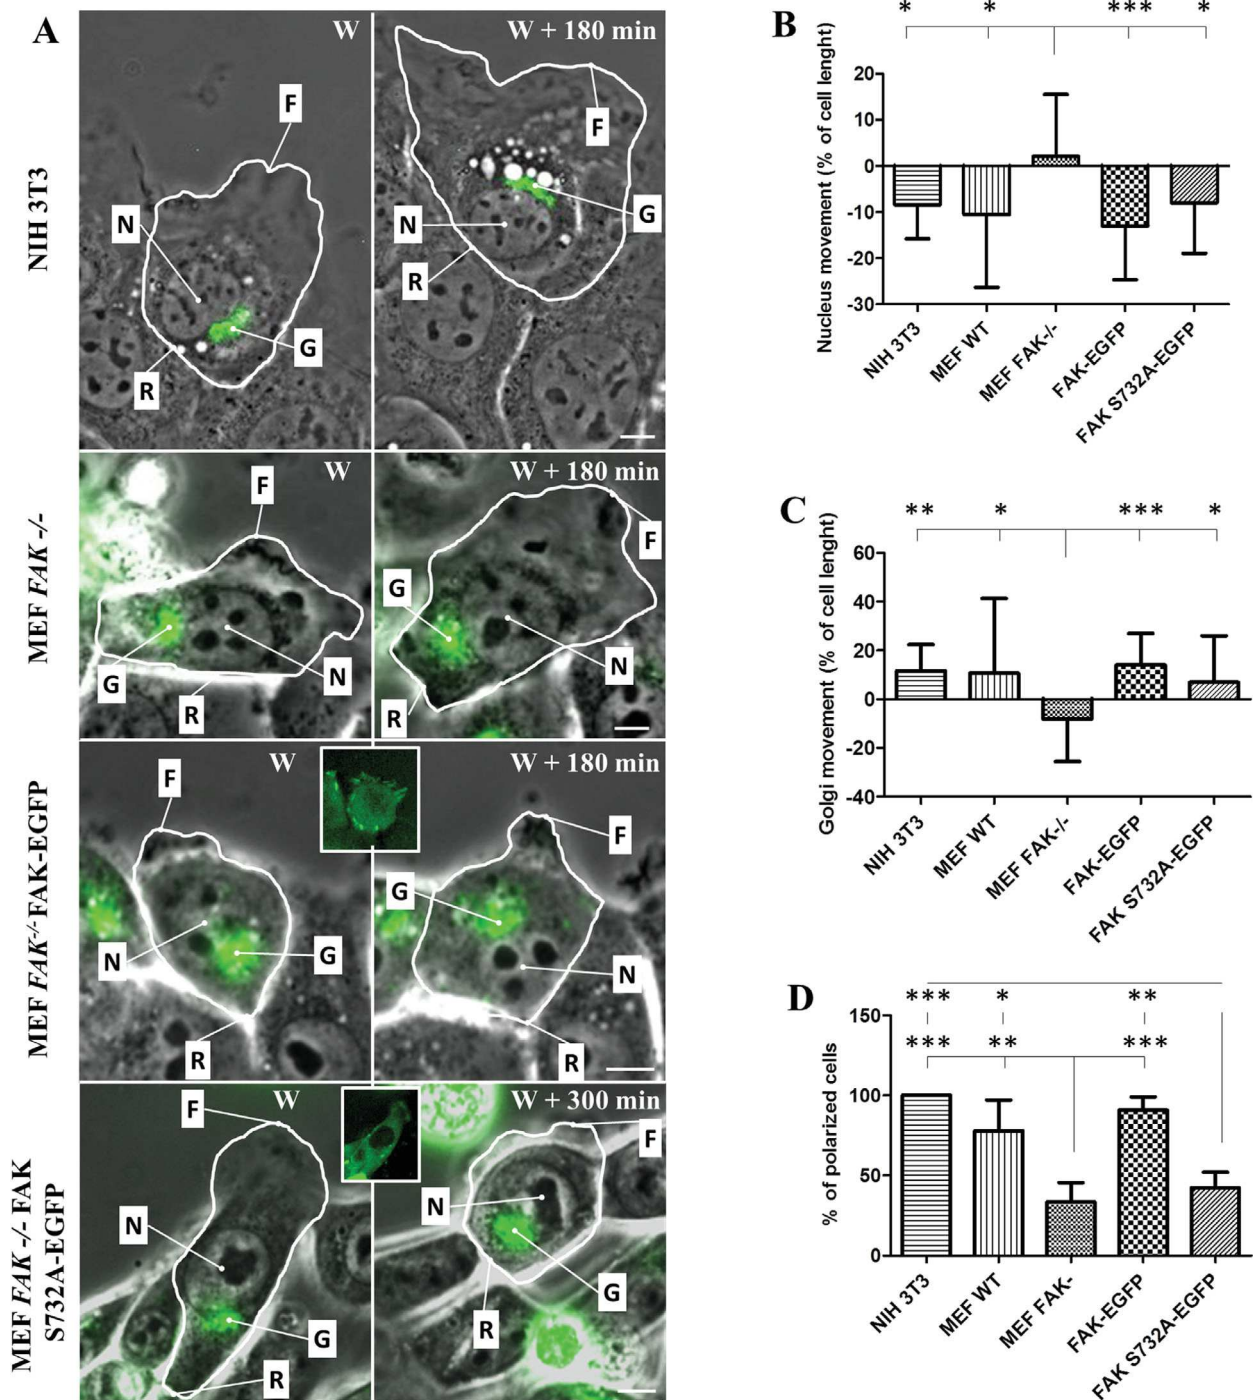 A
W
W + 180 min
NIH 3T3
F
N
G
R
F
N
G
R
W
W + 180 min
MEF FAK -/-
F
G
N
R
F
G
N
R
W
W + 180 min
MEF FAK-/- FAK-EGFP
F
N
G
R
F
G
N
R
W
W + 300 min
MEF FAK -/- FAK
S732A-EGFP
F
N
G
R
F
N
G
R
B
* * *** *
Nucleus movement (% of cell lenght)
20
10
0
-10
-20
-30
NIH 3T3
MEF WT
MEF FAK-/-
FAK-EGFP
FAK S732A-EGFP
C
** * *** *
Golgi movement (% of cell lenght)
60
40
20
0
-20
-40
NIH 3T3
MEF WT
MEF FAK-/-
FAK-EGFP
FAK S732A-EGFP
D
*** * **
*** ** ***
% of polarized cells
150
100
50
0
NIH 3T3
MEF WT
MEF FAK-
FAK-EGFP
FAK S732A-EGFP